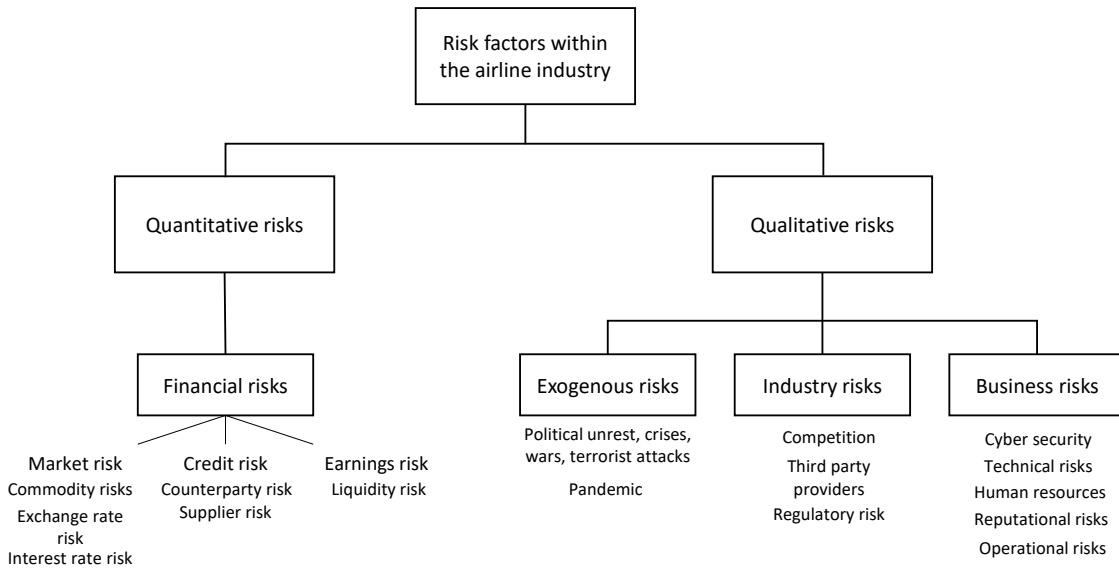 Risk factors within
the airline industry
Quantitative risks
Qualitative risks
Financial risks
Exogenous risks
Industry risks
Business risks
Market risk
Commodity risks
Exchange rate
risk
Interest rate risk
Credit risk
Counterparty risk
Supplier risk
Earnings risk
Liquidity risk
Political unrest, crises,
wars, terrorist attacks
Pandemic
Competition
Third party
providers
Regulatory risk
Cyber security
Technical risks
Human resources
Reputational risks
Operational risks